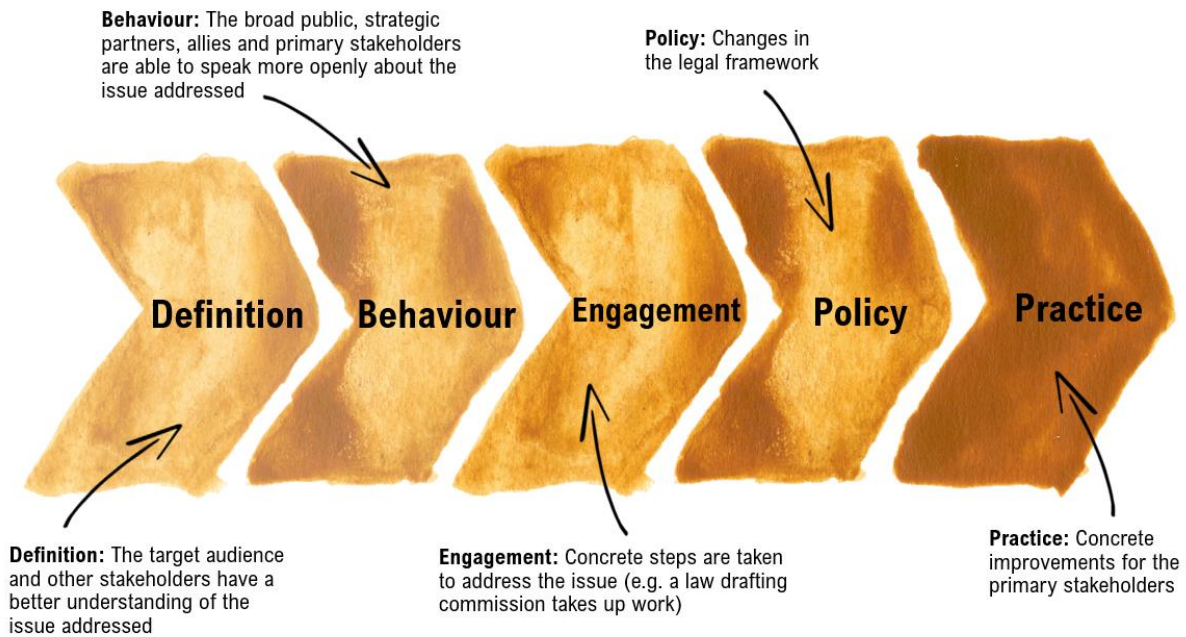 Behaviour: The broad public, strategic
partners, allies and primary stakeholders
are able to speak more openly about the
issue addressed
Policy: Changes in
the legal framework
Definition
Behaviour
Engagement
Policy
Practice
Definition: The target audience
and other stakeholders have a
better understanding of the
issue addressed
Engagement: Concrete steps are taken
to address the issue (e.g. a law drafting
commission takes up work)
Practice: Concrete
improvements for the
primary stakeholders